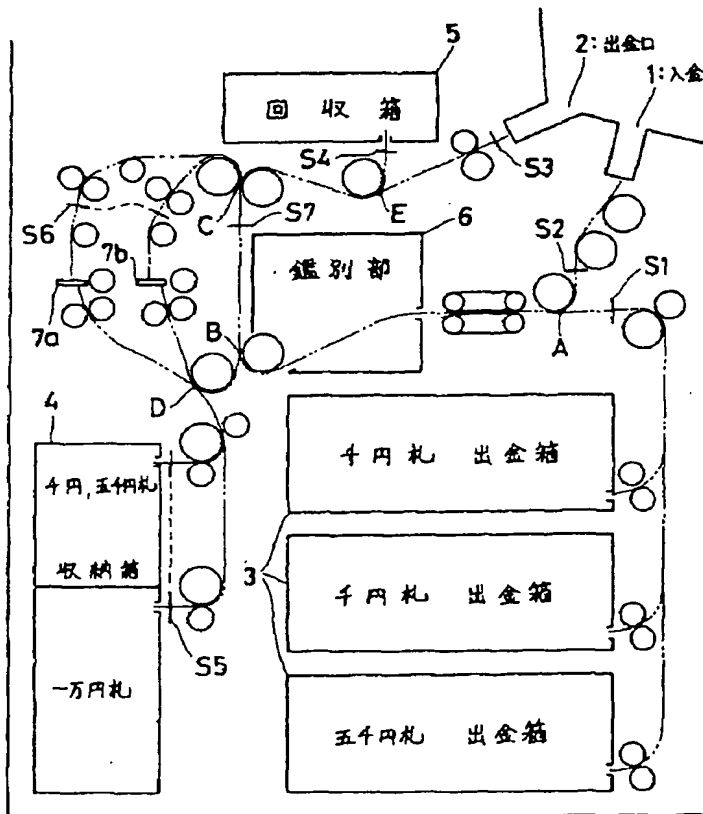 5
2:出金口
1:入金
回収箱
S4
S3
E
6
S2
S1
鑑別部
C
S7
S6
7b
7a
A
B
D
4
千円,五千円札
収納箱
一万円札
S5
3
千円札 出金箱
千円札 出金箱
五千円札 出金箱